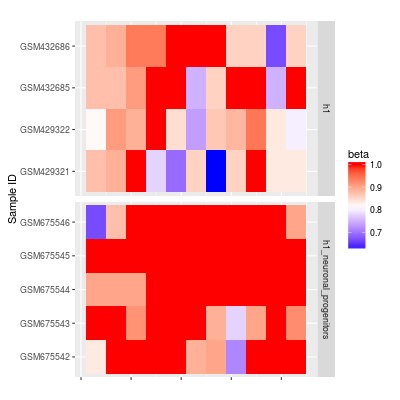 GSM432686
GSM432685
GSM429322
GSM429321
h1
GSM675546
GSM675545
GSM675544
GSM675543
GSM675542
h1_neuronal_progenitors
Sample ID
beta
1.0
0.9
0.8
0.7